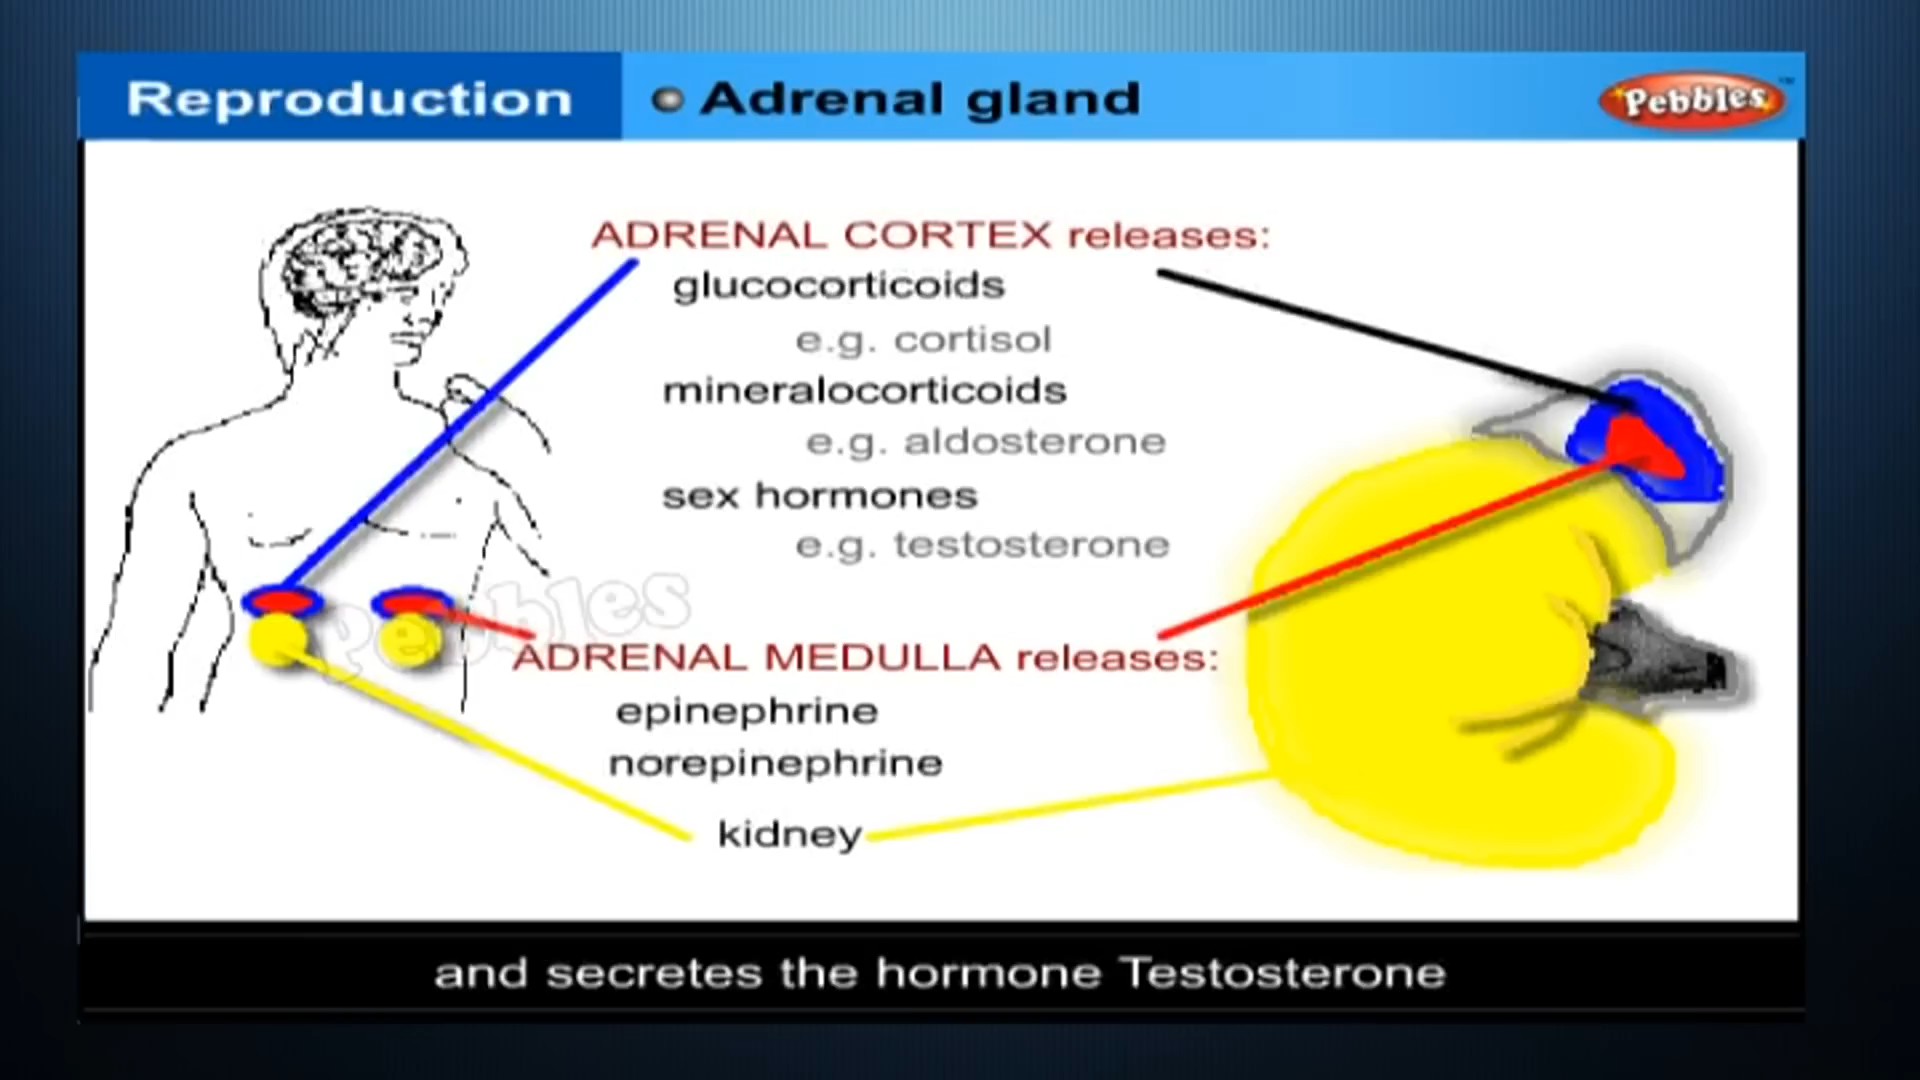 Reproduction
Adrenal gland
Pebbles™
ADRENAL CORTEX releases:
glucocorticoids
e.g. cortisol
mineralocorticoids
e.g. aldosterone
sex hormones
e.g. testosterone
Pebbles
ADRENAL MEDULLA releases:
epinephrine
norepinephrine
kidney
and secretes the hormone Testosterone